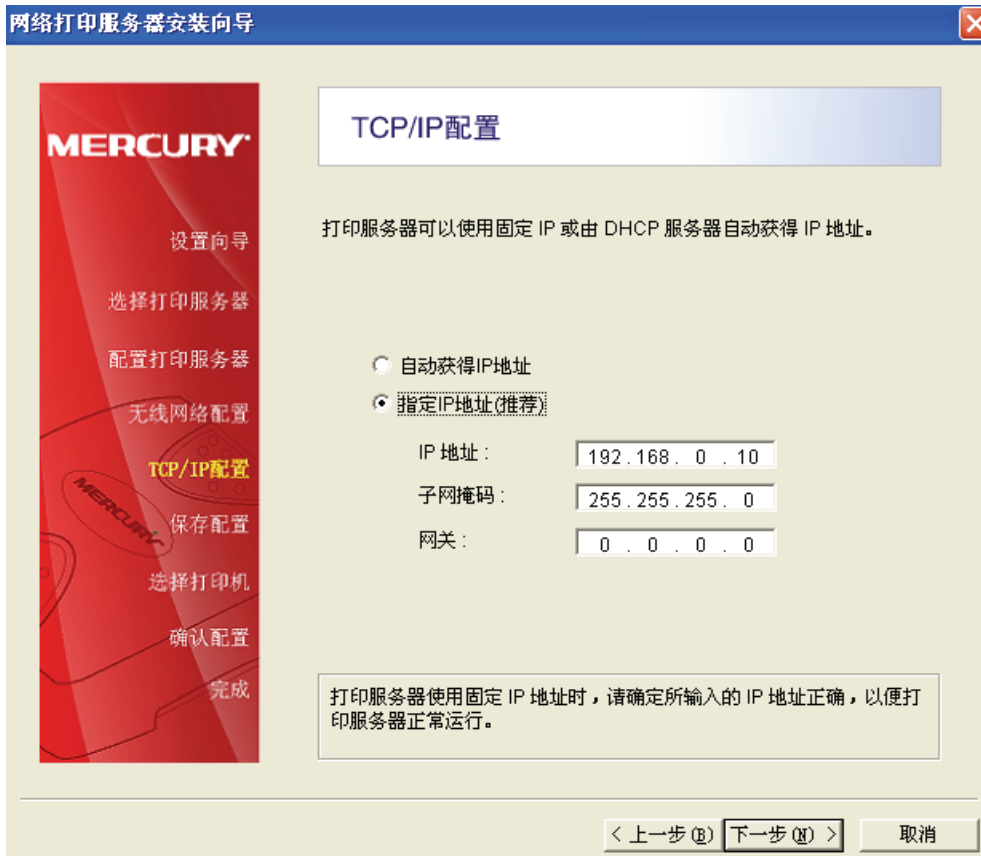 网络打印服务器安装向导
MERCURY
设置向导
选择打印服务器
配置打印服务器
无线网络配置
TCP/IP配置
MERCURY
保存配置
选择打印机
确认配置
完成
TCP/IP配置
打印服务器可以使用固定 IP 或由 DHCP 服务器自动获得 IP 地址。
自动获得IP地址
指定IP地址(推荐)
IP 地址 : 192.168. 0 .10
子网掩码 : 255.255.255. 0
网关 : 0 . 0 . 0 . 0
打印服务器使用固定 IP 地址时，请确定所输入的 IP 地址正确，以便打
印服务器正常运行。
< 上一步(B) 下一步(N) > 取消